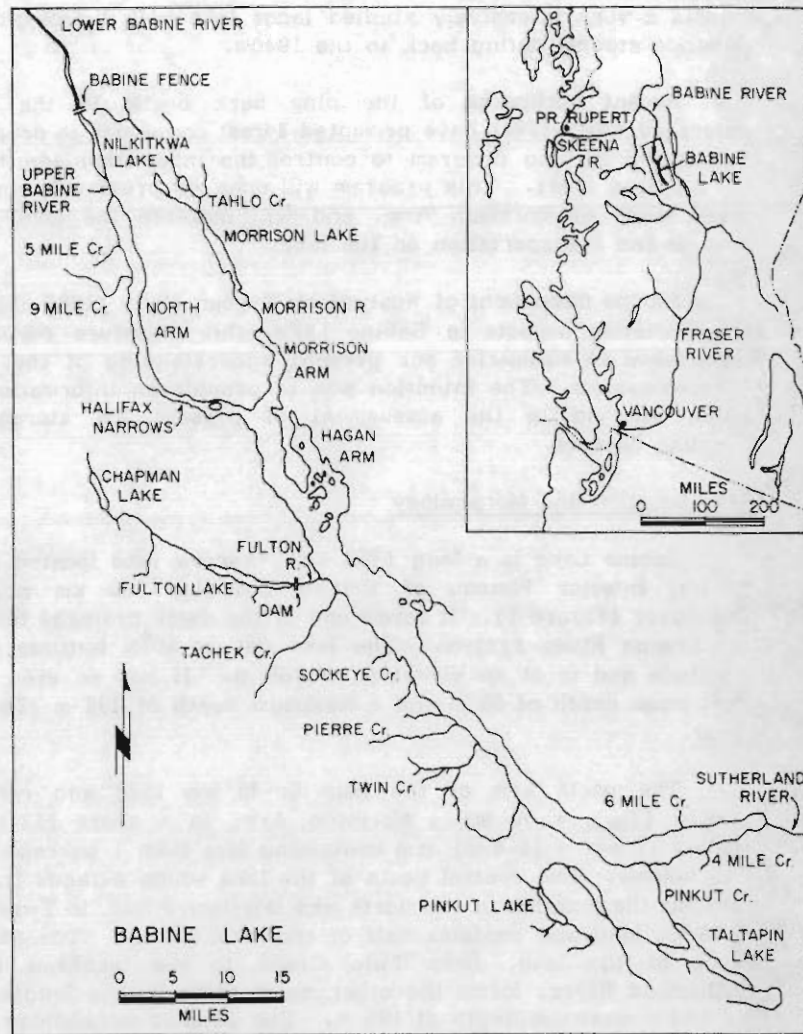 LOWER BABINE RIVER
BABINE FENCE
NILKITKWA
LAKE
UPPER
BABINE
RIVER
TAHLO Cr.
MORRISON LAKE
5 MILE Cr.
9 MILE Cr.
NORTH
ARM
MORRISON R.
MORRISON
ARM
HALIFAX
NARROWS
HAGAN
ARM
CHAPMAN
LAKE
FULTON
R.
FULTON LAKE
DAM
TACHEK Cr.
SOCKEYE Cr.
PIERRE Cr.
TWIN Cr.
6 MILE Cr.
SUTHERLAND
RIVER
4 MILE Cr.
PINKUT Cr.
PINKUT LAKE
TALTAPIN
LAKE
BABINE LAKE
0 5 10 15
MILES
BABINE RIVER
PR. RUPERT
SKEENA
R.
BABINE
LAKE
FRASER
RIVER
VANCOUVER
MILES
0 100 200